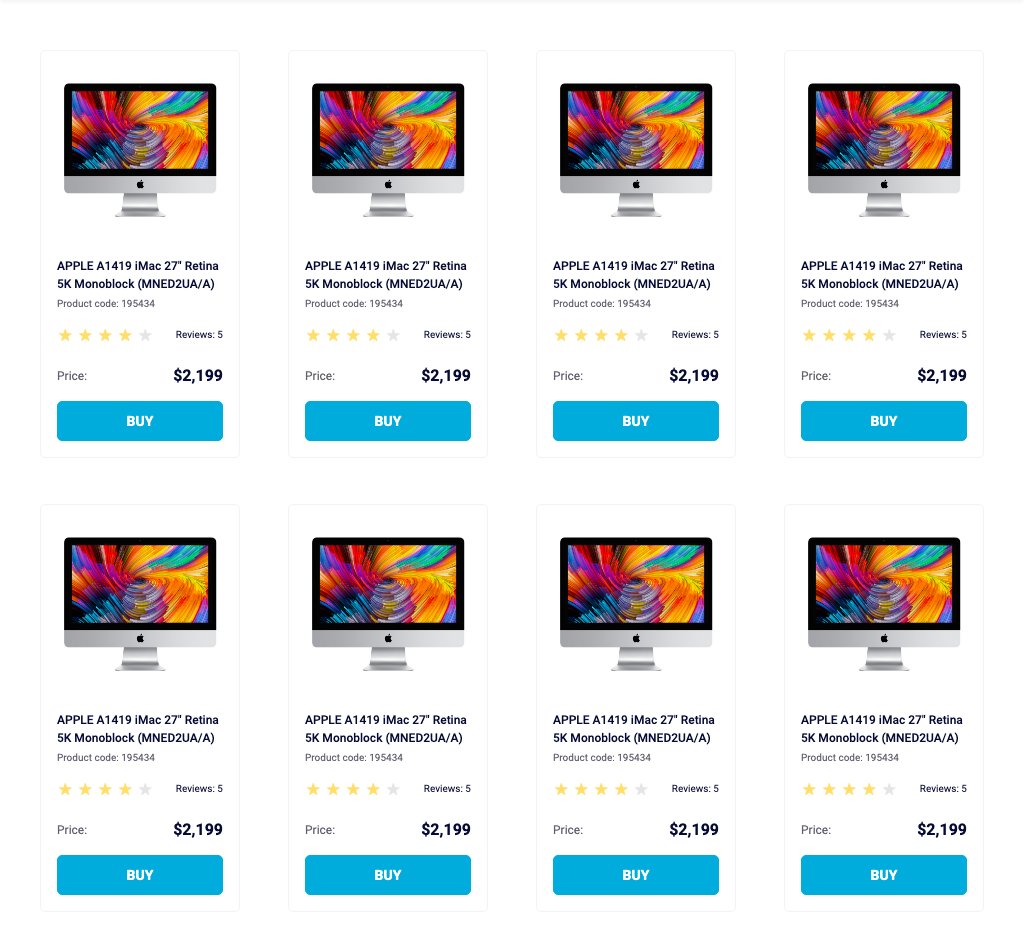 APPLE A1419 iMac 27" Retina
5K Monoblock (MNED2UA/A)
Product code: 195434
Reviews: 5
Price: $2,199
BUY
APPLE A1419 iMac 27" Retina
5K Monoblock (MNED2UA/A)
Product code: 195434
Reviews: 5
Price: $2,199
BUY
APPLE A1419 iMac 27" Retina
5K Monoblock (MNED2UA/A)
Product code: 195434
Reviews: 5
Price: $2,199
BUY
APPLE A1419 iMac 27" Retina
5K Monoblock (MNED2UA/A)
Product code: 195434
Reviews: 5
Price: $2,199
BUY
APPLE A1419 iMac 27" Retina
5K Monoblock (MNED2UA/A)
Product code: 195434
Reviews: 5
Price: $2,199
BUY
APPLE A1419 iMac 27" Retina
5K Monoblock (MNED2UA/A)
Product code: 195434
Reviews: 5
Price: $2,199
BUY
APPLE A1419 iMac 27" Retina
5K Monoblock (MNED2UA/A)
Product code: 195434
Reviews: 5
Price: $2,199
BUY
APPLE A1419 iMac 27" Retina
5K Monoblock (MNED2UA/A)
Product code: 195434
Reviews: 5
Price: $2,199
BUY